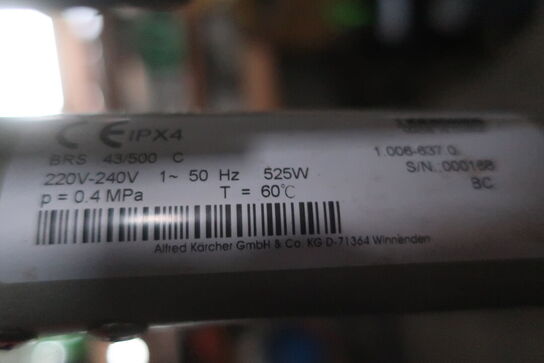 CE IPX4
BRS 43/500 C 1.006-637.0
220V-240V 1~ 50 Hz 525W S/N.:000188
p = 0.4 MPa T = 60℃ BC
Alfred Kärcher GmbH & Co. KG D-71364 Winnenden